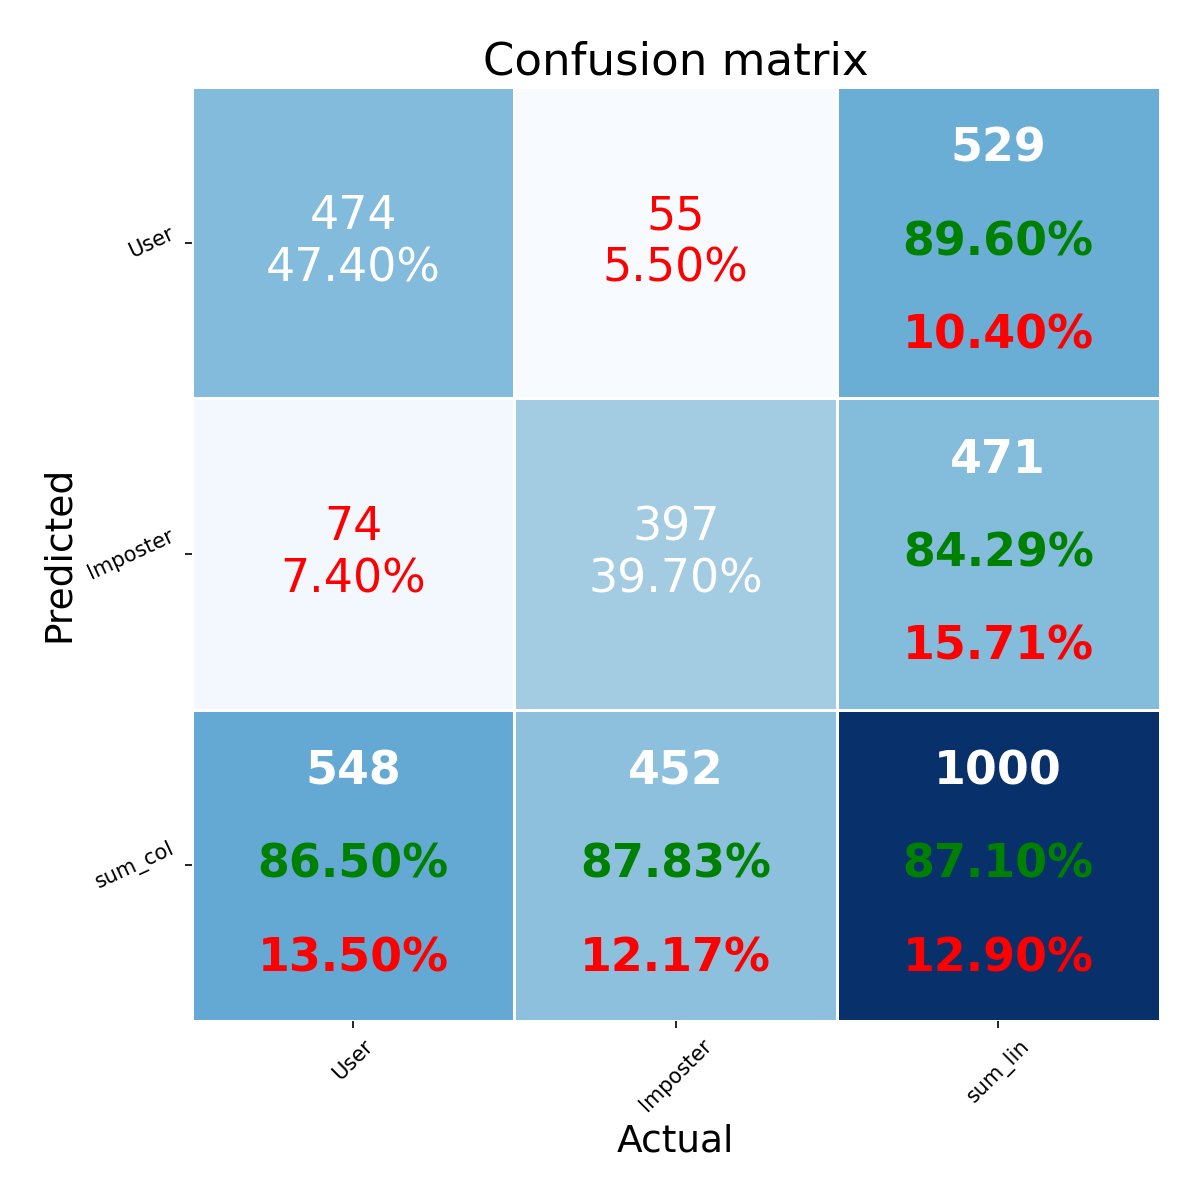 Confusion matrix
474
47.40%
55
5.50%
529
89.60%
10.40%
User
74
7.40%
397
39.70%
471
84.29%
15.71%
Imposter
Predicted
548
86.50%
13.50%
452
87.83%
12.17%
1000
87.10%
12.90%
sum_col
User
Imposter
sum_lin
Actual